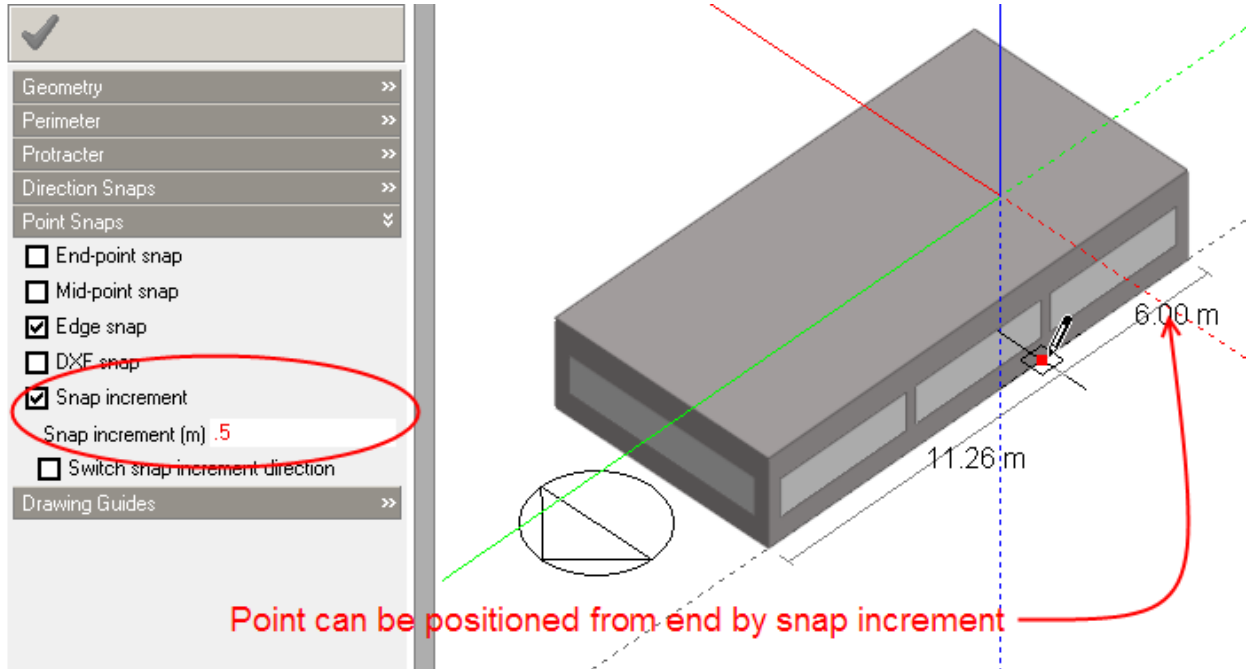 Geometry
Perimeter
Protracter
Direction Snaps
Point Snaps
End-point snap
Mid-point snap
Edge snap
DXF snap
Snap increment
Snap increment (m) .5
Switch snap increment direction
Drawing Guides
6.00 m
11.26 m
Point can be positioned from end by snap increment